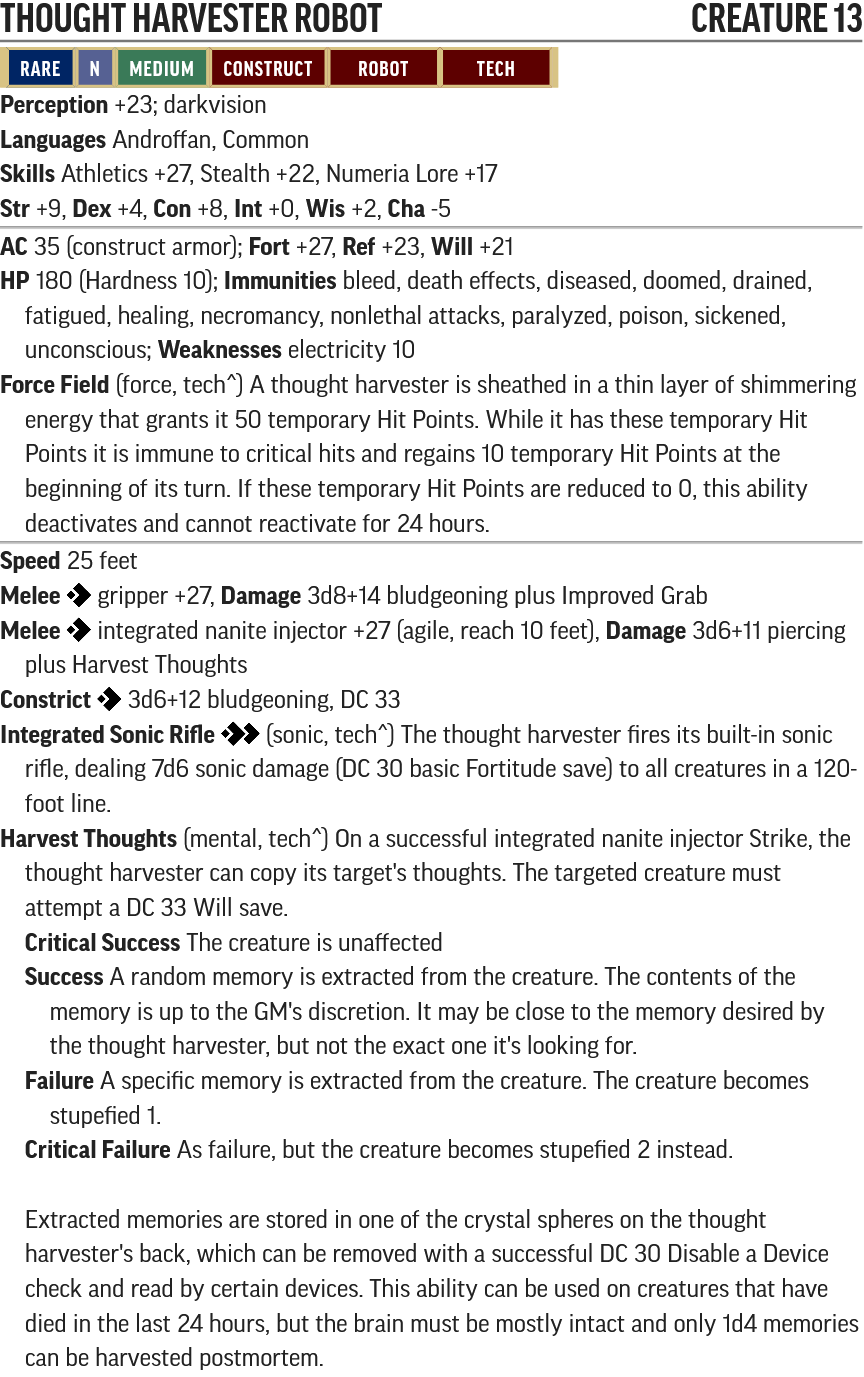 THOUGHT HARVESTER ROBOT CREATURE 13
RARE N MEDIUM CONSTRUCT ROBOT TECH
Perception +23; darkvision
Languages Androffan, Common
Skills Athletics +27, Stealth +22, Numeria Lore +17
Str +9, Dex +4, Con +8, Int +0, Wis +2, Cha -5
AC 35 (construct armor); Fort +27, Ref +23, Will +21
HP 180 (Hardness 10); Immunities bleed, death effects, diseased, doomed, drained,
fatigued, healing, necromancy, nonlethal attacks, paralyzed, poison, sickened,
unconscious; Weaknesses electricity 10
Force Field (force, tech^) A thought harvester is sheathed in a thin layer of shimmering
energy that grants it 50 temporary Hit Points. While it has these temporary Hit
Points it is immune to critical hits and regains 10 temporary Hit Points at the
beginning of its turn. If these temporary Hit Points are reduced to 0, this ability
deactivates and cannot reactivate for 24 hours.
Speed 25 feet
Melee gripper +27, Damage 3d8+14 bludgeoning plus Improved Grab
Melee integrated nanite injector +27 (agile, reach 10 feet), Damage 3d6+11 piercing
plus Harvest Thoughts
Constrict 3d6+12 bludgeoning, DC 33
Integrated Sonic Rifle (sonic, tech^) The thought harvester fires its built-in sonic
rifle, dealing 7d6 sonic damage (DC 30 basic Fortitude save) to all creatures in a 120-
foot line.
Harvest Thoughts (mental, tech^) On a successful integrated nanite injector Strike, the
thought harvester can copy its target's thoughts. The targeted creature must
attempt a DC 33 Will save.
Critical Success The creature is unaffected
Success A random memory is extracted from the creature. The contents of the
memory is up to the GM's discretion. It may be close to the memory desired by
the thought harvester, but not the exact one it's looking for.
Failure A specific memory is extracted from the creature. The creature becomes
stupefied 1.
Critical Failure As failure, but the creature becomes stupefied 2 instead.
Extracted memories are stored in one of the crystal spheres on the thought
harvester's back, which can be removed with a successful DC 30 Disable a Device
check and read by certain devices. This ability can be used on creatures that have
died in the last 24 hours, but the brain must be mostly intact and only 1d4 memories
can be harvested postmortem.